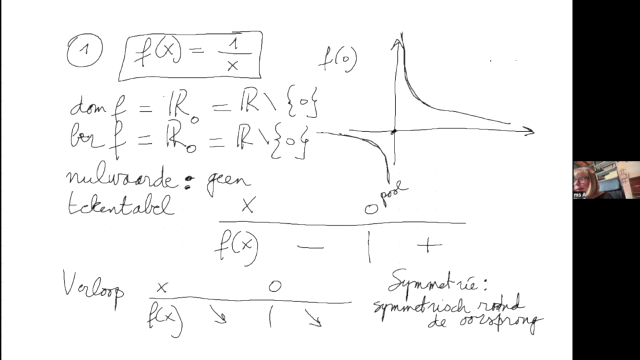 1 f(x) = 1/x
f(0)
dom f = ℝ₀ = ℝ \ {0}
ber f = ℝ₀ = ℝ \ {0}
nulwaarde : geen
pool
tekentabel x 0
f(x) − | +
Verloop x 0
f(x) ↘ | ↘
Symmetrie :
symmetrisch rond
de oorsprong